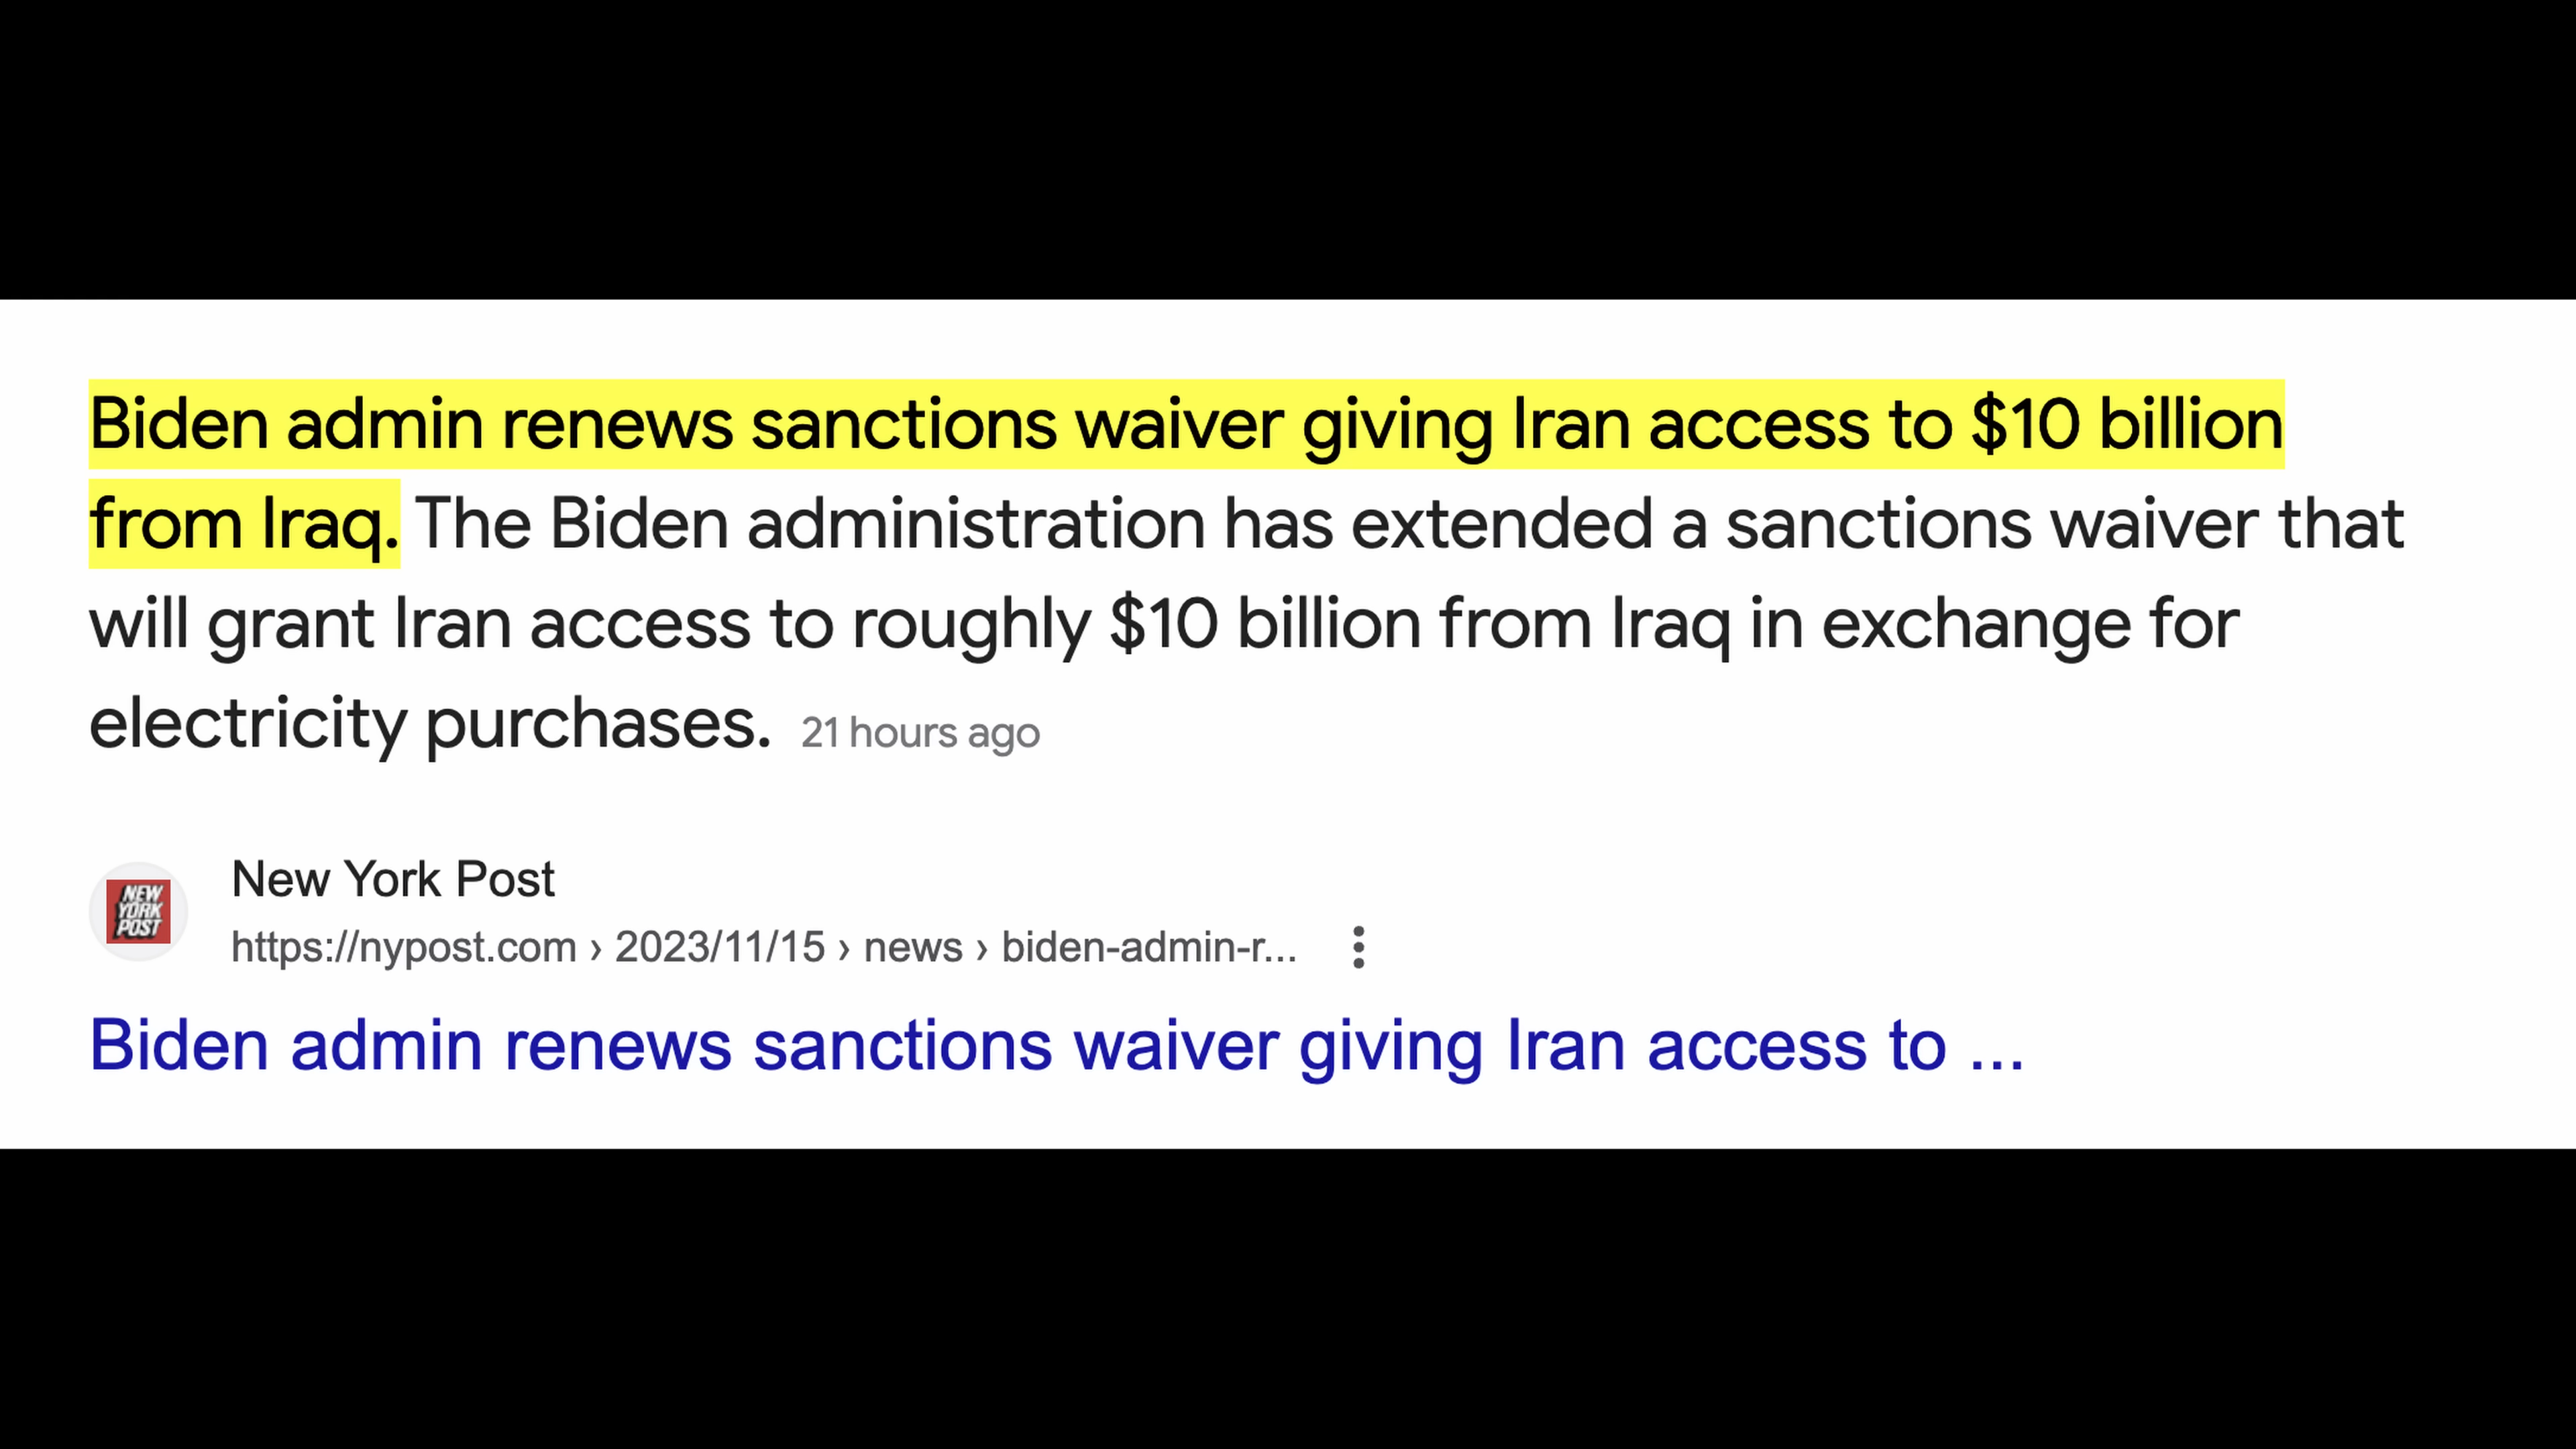 Biden admin renews sanctions waiver giving Iran access to $10 billion
from Iraq. The Biden administration has extended a sanctions waiver that
will grant Iran access to roughly $10 billion from Iraq in exchange for
electricity purchases. 21 hours ago
NEW
YORK
POST
New York Post
https://nypost.com › 2023/11/15 › news › biden-admin-r...
Biden admin renews sanctions waiver giving Iran access to ...